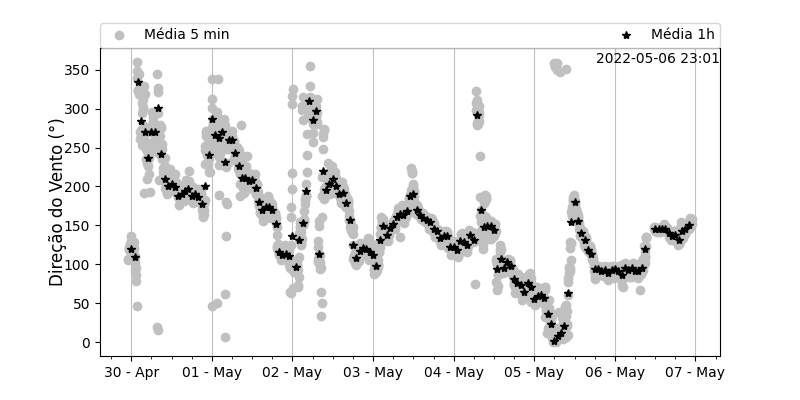 Média 5 min
Média 1h
2022-05-06 23:01
Direção do Vento (°)
350
300
250
200
150
100
50
0
30 - Apr
01 - May
02 - May
03 - May
04 - May
05 - May
06 - May
07 - May